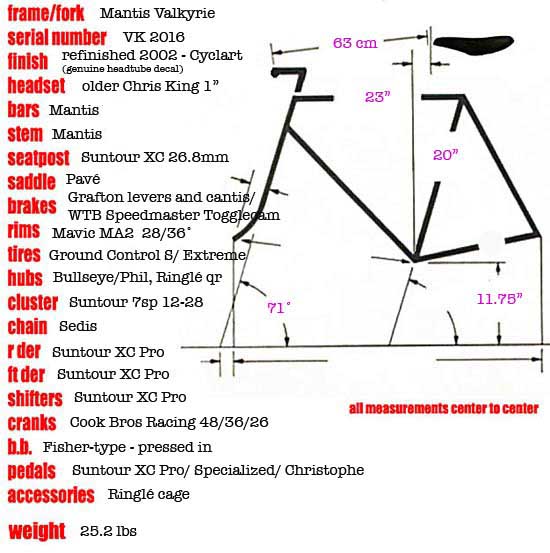 frame/fork Mantis Valkyrie
serial number VK 2016
finish refinished 2002 - Cyclart
(genuine headtube decal)
headset older Chris King 1”
bars Mantis
stem Mantis
seatpost Suntour XC 26.8mm
saddle Pavé
brakes Grafton levers and cantis/
WTB Speedmaster Togglecam
rims Mavic MA2 28/36°
tires Ground Control S/ Extreme
hubs Bullseye/Phil, Ringlé qr
cluster Suntour 7sp 12-28
chain Sedis
r der Suntour XC Pro
ft der Suntour XC Pro
shifters Suntour XC Pro
cranks Cook Bros Racing 48/36/26
b.b. Fisher-type - pressed in
pedals Suntour XC Pro/ Specialized/ Christophe
accessories Ringlé cage
weight 25.2 lbs
63 cm
23”
20”
11.75”
71°
all measurements center to center